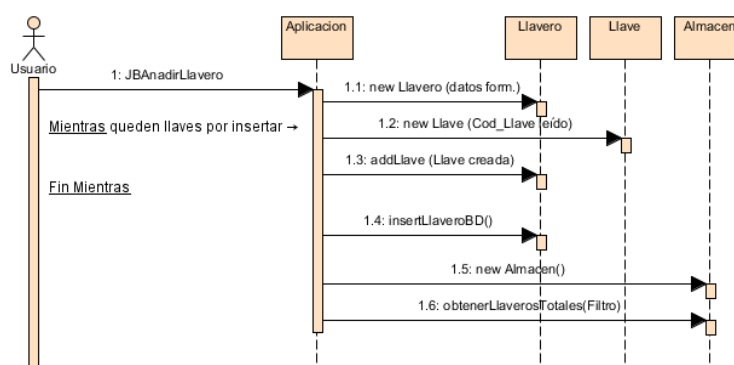 Aplicacion
Llavero
Llave
Almacen
Usuario
1: JBAnadirLlavero
1.1: new Llavero (datos form.)
Mientras queden llaves por insertar →
1.2: new Llave (Cod_Llave leído)
1.3: addLlave (Llave creada)
Fin Mientras
1.4: insertLlaveroBD()
1.5: new Almacen()
1.6: obtenerLlaverosTotales(Filtro)